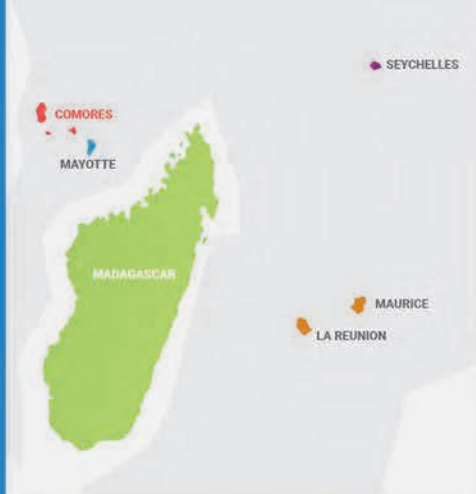 SEYCHELLES
COMORES
MAYOTTE
MADAGASCAR
MAURICE
LA REUNION